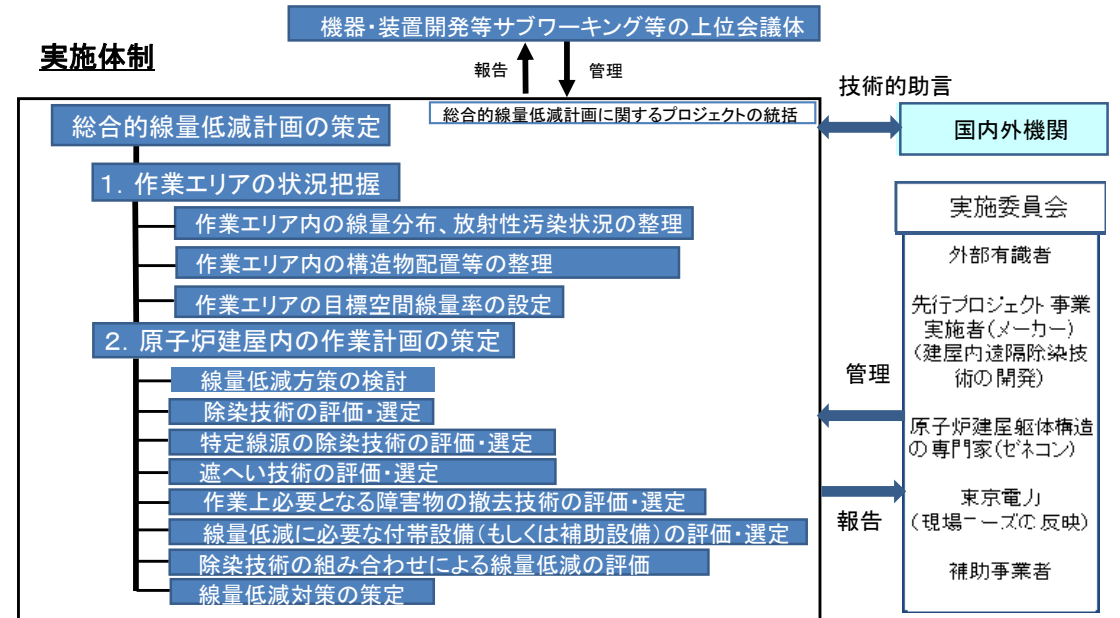 機器・装置開発等サブワーキング等の上位会議体
実施体制
報告
管理
総合的線量低減計画に関するプロジェクトの統括
総合的線量低減計画の策定
1．作業エリアの状況把握
作業エリア内の線量分布、放射性汚染状況の整理
作業エリア内の構造物配置等の整理
作業エリアの目標空間線量率の設定
2．原子炉建屋内の作業計画の策定
線量低減方策の検討
除染技術の評価・選定
特定線源の除染技術の評価・選定
遮へい技術の評価・選定
作業上必要となる障害物の撤去技術の評価・選定
線量低減に必要な付帯設備（もしくは補助設備）の評価・選定
除染技術の組み合わせによる線量低減の評価
線量低減対策の策定
技術的助言
国内外機関
管理
報告
実施委員会
外部有識者
先行プロジェクト事業
実施者（メーカー）
（建屋内遠隔除染技
術の開発）
原子炉建屋躯体構造
の専門家（ゼネコン）
東京電力
（現場ニーズの反映）
補助事業者